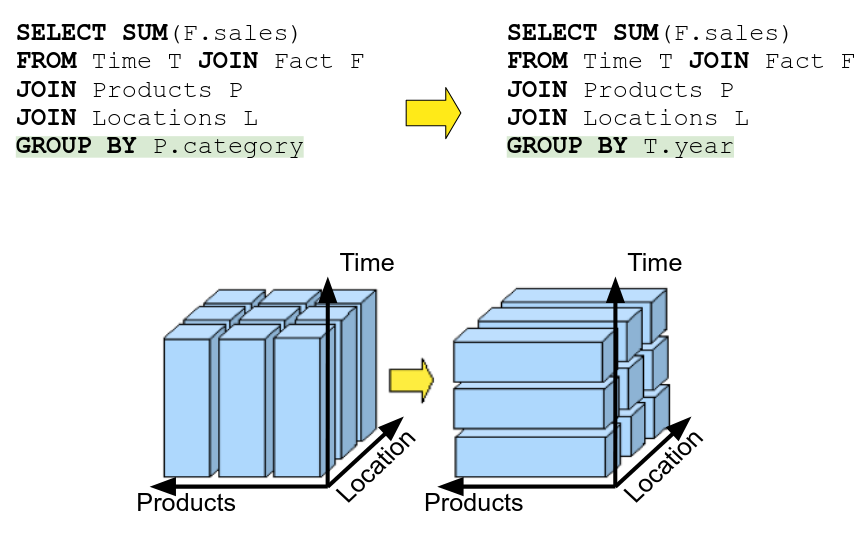 SELECT SUM(F.sales)
FROM Time T JOIN Fact F
JOIN Products P
JOIN Locations L
GROUP BY P.category
SELECT SUM(F.sales)
FROM Time T JOIN Fact F
JOIN Products P
JOIN Locations L
GROUP BY T.year
Time
Location
Products
Time
Location
Products